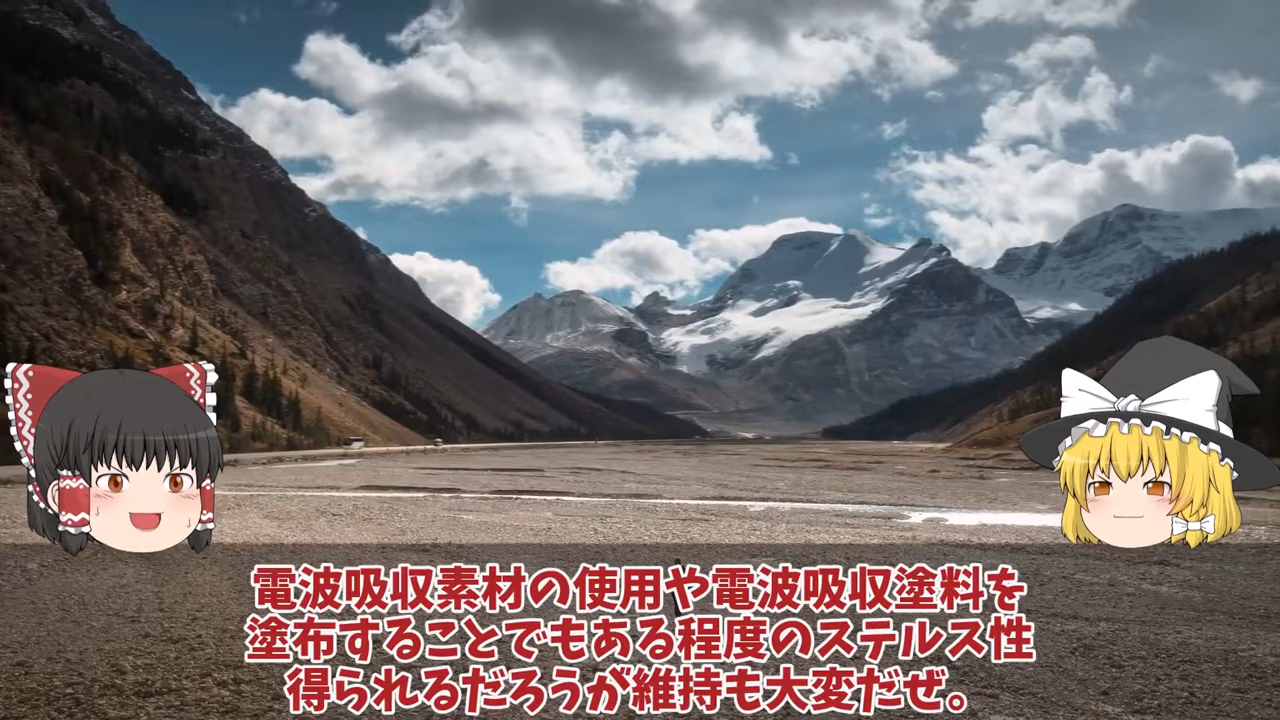 電波吸収素材の使用や電波吸収塗料を
塗布することでもある程度のステルス性
得られるだろうが維持も大変だぜ。